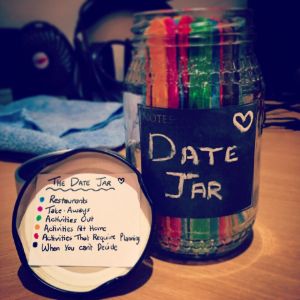 NOTES
DATE
JAR
THE DATE JAR
Restaurants
Take-Aways
Activities Out
Activities At Home
Activities That Require Planning
When You Can't Decide